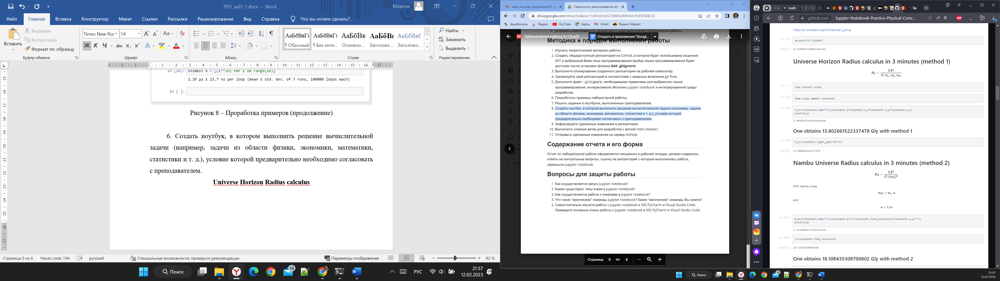 ТРО_лаб1.1.docx - Word
Мээрим
Файл
Главная
Вставка
Конструктор
Макет
Ссылки
Рассылки
Рецензирование
Вид
Справка
Что вы хотите сделать?
Вставить
Вырезать
Копировать
Формат по образцу
Буфер обмена
Times New Roı
14
Шрифт
Абзац
АаБбВвГг
¶ Обычный
АаБбВвГг
¶ Без инте...
АаБбВв
Основно...
АаБбВı
Заголово...
АаБбВвГ
Заголово...
Стили
Найти
Заменить
Выделить
Редактирование
In [16]: %timeit x = [(i**10) for i in range(10)]
2.29 µs ± 23.7 ns per loop (mean ± std. dev. of 7 runs, 100000 loops each)
In [ ]:
Рисунок 8 – Проработка примеров (продолжение)
6. Создать ноутбук, в котором выполнить решение вычислительной
задачи (например, задачи из области физики, экономики, математики,
статистики и т. д.), условие которой предварительно необходимо согласовать
с преподавателем.
Universe Horizon Radius calculus
Страница 5 из 6
Число слов: 194
русский
Специальные возможности: проверьте рекомендации
Параметры отображения
92 %
Поиск
14
РУС
21:57
12.02.2023
лабы основы программной - р
Технологии распознавания обр
drive.google.com/drive/folders/11n9mDmO2T496tGJRRVKIvYILEDIWXCt2
Авиабилеты
Яндекс
YouTube
Карты
Gmail
Яндекс Маркет
устранять неисправности, возникшие в ходе выполнения лабораторной работы.
Лабораторная работа 3.1 (1).pdf
Открыть в приложении "Googl...
Методика и порядок выполнения работы
1. Изучить теоретический материал работы.
2. Создать общедоступный репозиторий на GitHub, в котором будет использована лицензия
MIT и выбранный Вами язык программирования (выбор языка программирования будет
доступен после установки флажка Add .gitignore).
3. Выполните клонирование созданного репозитория на рабочий компьютер.
4. Организуйте свой репозиторий в соответствие с моделью ветвления git-flow.
5. Дополните файл .gitignore необходимыми правилами для выбранного языка
программирования, интерактивной оболочки Jupyter notebook и интегрированной среды
разработки.
6. Проработать примеры лабораторной работы.
7. Решить задания в ноутбуках, выполненных преподавателем.
8. Создать ноутбук, в котором выполнить решение вычислительной задачи (например, задачи
из области физики, экономики, математики, статистики и т. д.), условие которой
предварительно необходимо согласовать с преподавателем.
9. Зафиксируйте сделанные изменения в репозитории.
10. Выполните слияние ветки для разработки с веткой main (master).
11. Отправьте сделанные изменения на сервер GitHub.
Содержание отчета и его форма
Отчет по лабораторной работе оформляется письменно в рабочей тетради, должен содержать
ответы на контрольные вопросы, ссылку на репозиторий с которым выполнялась работа,
скриншоты Jupyter notebook.
Вопросы для защиты работы
1. Как осуществляется запуск Jupyter notebook?
2. Какие существуют типы ячеек в Jupyter notebook?
3. Как осуществляется работа с ячейками в Jupyter notebook?
4. Что такое "магические" команды Jupyter notebook? Какие "магические" команды Вы знаете?
5. Самостоятельно изучите работу с Jupyter notebook и IDE PyCharm и Visual Studio Code.
Приведите основные этапы работы с Jupyter notebook в IDE PyCharm и Visual Studio Code.
Страница 8 из 8
17 math 1
github.com
Jupyter-Notebook-Practice-Physical-Cons...
ABP
49
https://en.wikipedia.org/wiki/Sporadic_group
In [7]: np.exp(674.5210288)
Out[7]: 8.724905575508271e+292
Universe Horizon Radius calculus in 3 minutes (method 1)
R_U = 2.ħ² / G.m_e.m_p.m_n
In [ ]: !pip install scipy
In [3]: from scipy import constants
In [6]: R_U=2*constants.hbar**2/(constants.G*constants.m_e*constants.m_p*constants.m_n)
print(R_U)
1.3058515261319119e+26
One obtains 13.802861522337478 Gly with method 1
In [9]: R_U/(constants.light_year*10**9)
Out[9]: 13.802861522337478
Nambu Universe Radius calculus in 3 minutes (method 2)
R_N = 2.ħ² / G.(m_N)³
With Nambu mass
m_N = m_e.a
and
a = 1/α
In [17]: R_N=2*constants.hbar**2/(constants.G*((1/constants.fine_structure)*constants.m_e)**3)
print(R_N)
1.7131902573578377e+26
In [15]: (1/constants.fine_structure)
Out[15]: 137.0359990836958
One obtains 18.108435308700802 Gly with method 2
Поиск
21:57
12.02.2023